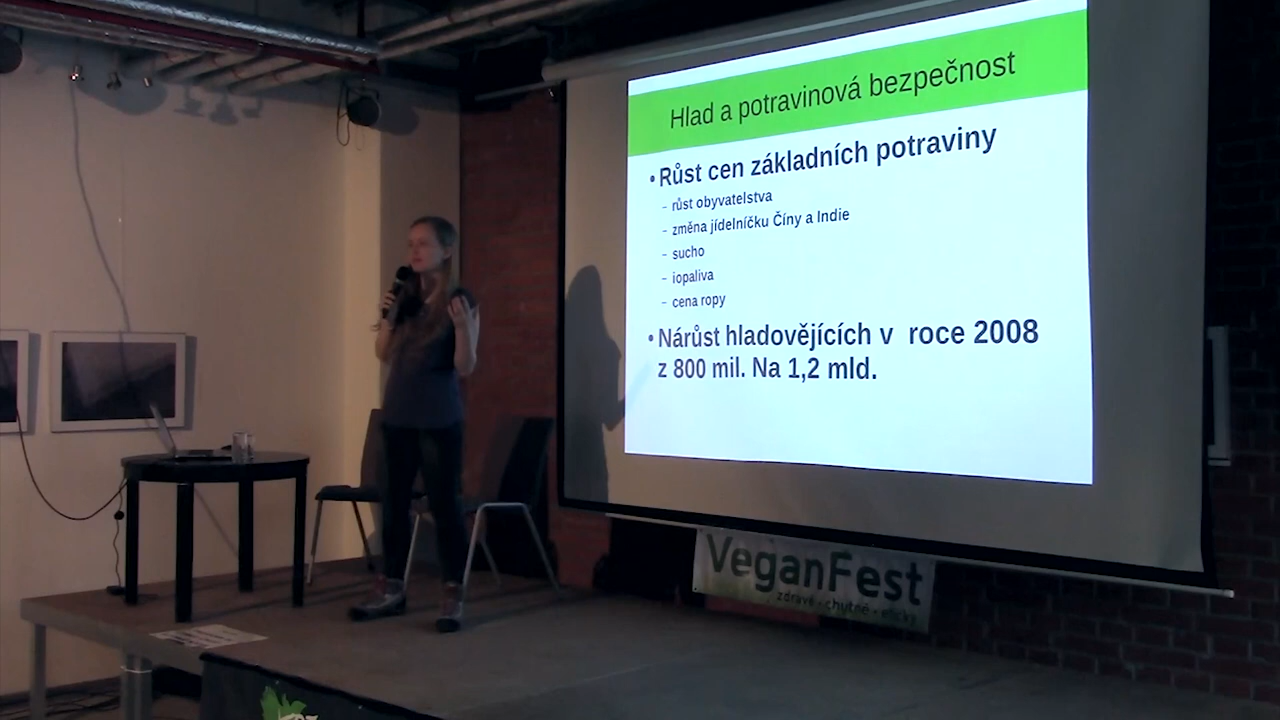 Hlad a potravinová bezpečnost
• Růst cen základních potraviny
– růst obyvatelstva
– změna jídelníčku Číny a Indie
– sucho
– iopaliva
– cena ropy
• Nárůst hladovějících v roce 2008
z 800 mil. Na 1,2 mld.
VeganFest
zdravě • chutně • eticky